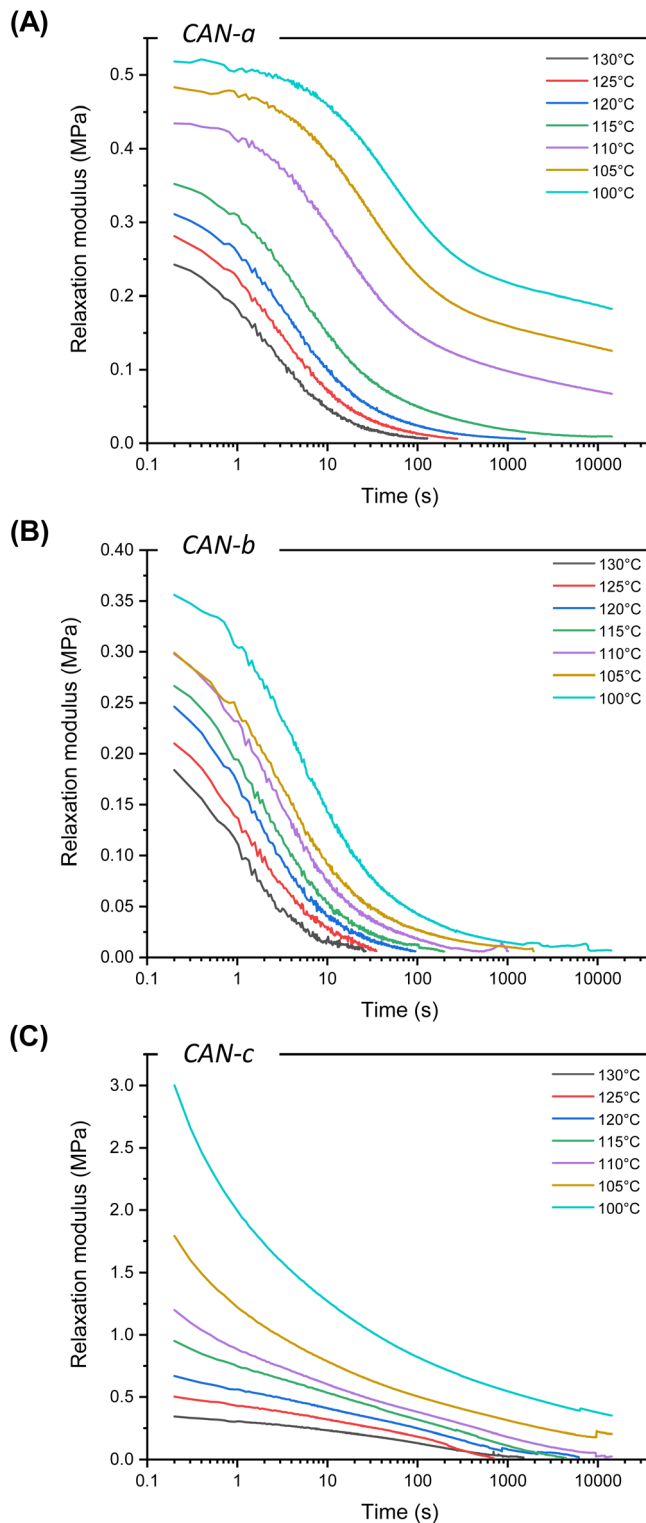 (A)
CAN-a
Relaxation modulus (MPa)
0.5
0.4
0.3
0.2
0.1
0.0
130°C
125°C
120°C
115°C
110°C
105°C
100°C
0.1 1 10 100 1000 10000
Time (s)
(B)
CAN-b
Relaxation modulus (MPa)
0.40
0.35
0.30
0.25
0.20
0.15
0.10
0.05
0.00
130°C
125°C
120°C
115°C
110°C
105°C
100°C
0.1 1 10 100 1000 10000
Time (s)
(C)
CAN-c
Relaxation modulus (MPa)
3.0
2.5
2.0
1.5
1.0
0.5
0.0
130°C
125°C
120°C
115°C
110°C
105°C
100°C
0.1 1 10 100 1000 10000
Time (s)